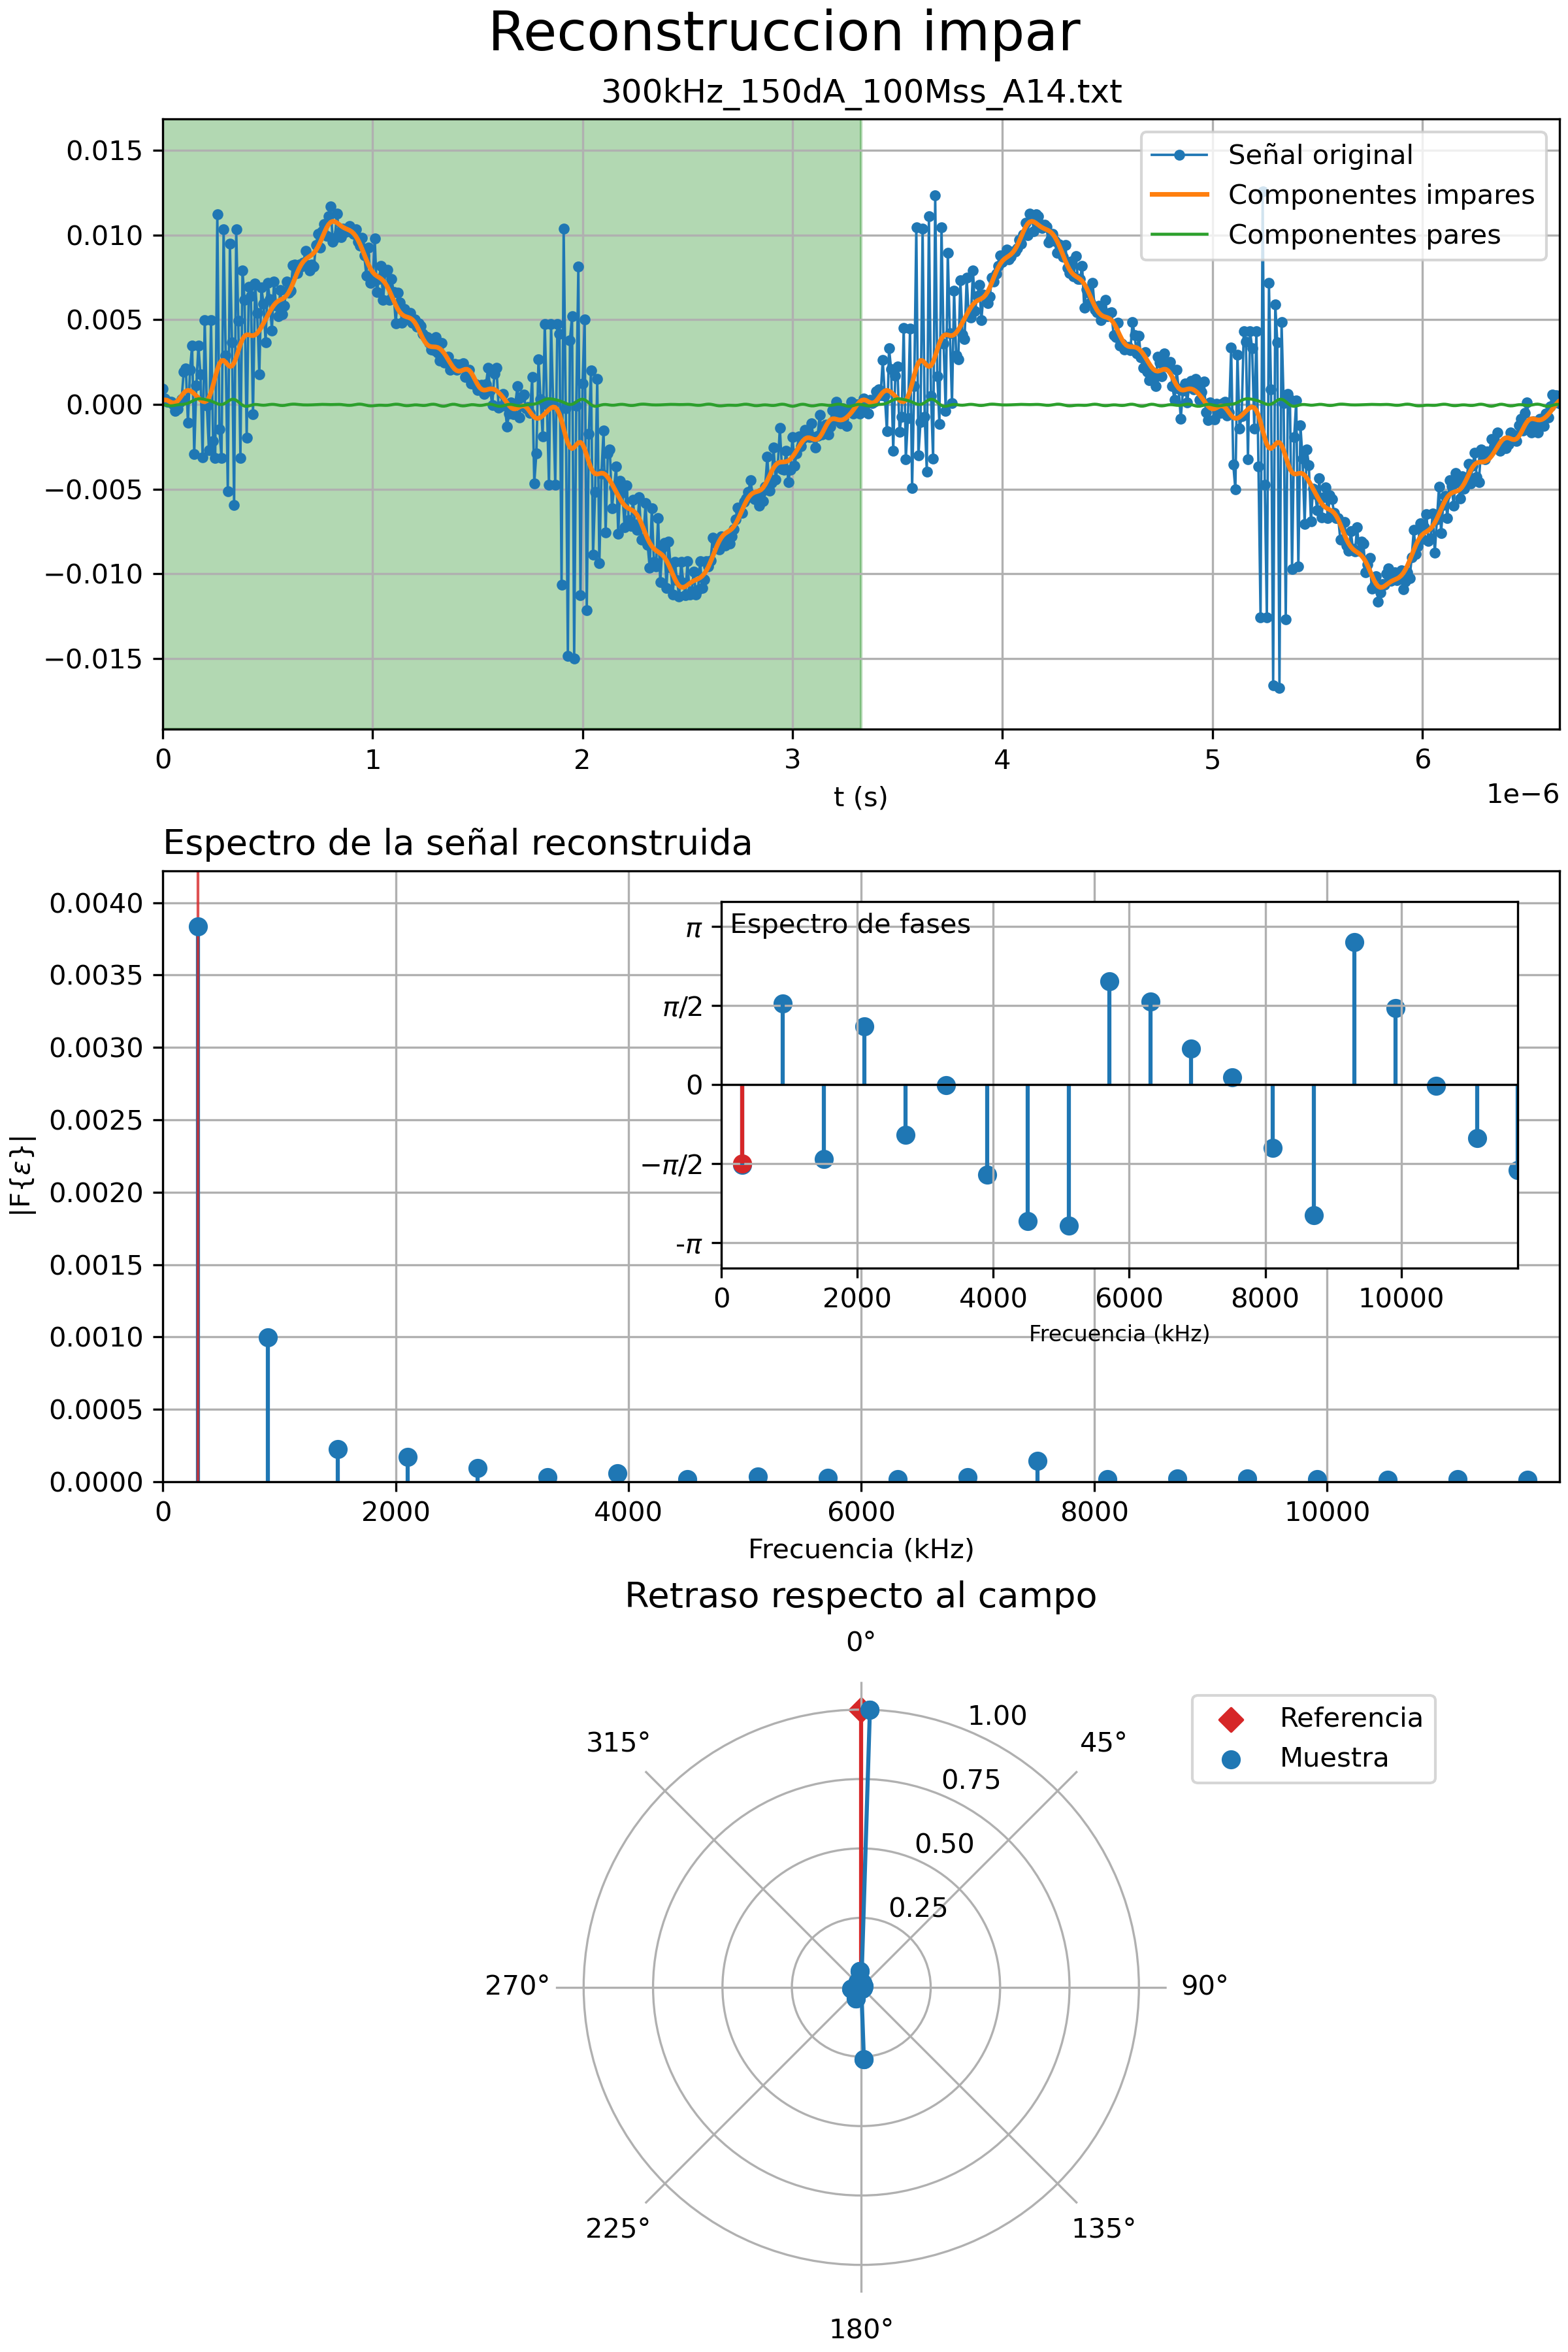 Reconstruccion impar
300kHz_150dA_100Mss_A14.txt
Señal original
Componentes impares
Componentes pares
0.015
0.010
0.005
0.000
−0.005
−0.010
−0.015
0 1 2 3 4 5 6
1e−6
t (s)
Espectro de la señal reconstruida
|F{ε}|
0.0040
0.0035
0.0030
0.0025
0.0020
0.0015
0.0010
0.0005
0.0000
Espectro de fases
π
π/2
0
−π/2
-π
0 2000 4000 6000 8000 10000
Frecuencia (kHz)
0 2000 4000 6000 8000 10000
Frecuencia (kHz)
Retraso respecto al campo
0°
45°
90°
135°
180°
225°
270°
315°
1.00
0.75
0.50
0.25
Referencia
Muestra